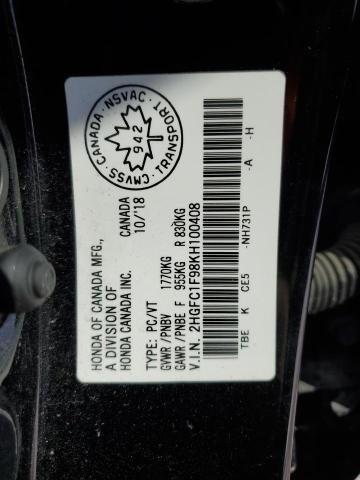 HONDA OF CANADA MFG., CANADA
A DIVISION OF 10/'18
HONDA CANADA INC.
TYPE: PC/VT
GVWR /PNBV 1770KG
GAWR /PNBE F 955KG R 830KG
V.I.N. 2HGFC1F98KH100408
TBE K CE5 -NH731P -A -H
CANADA · NSVAC · TRANSPORT · CMVSS ·
942